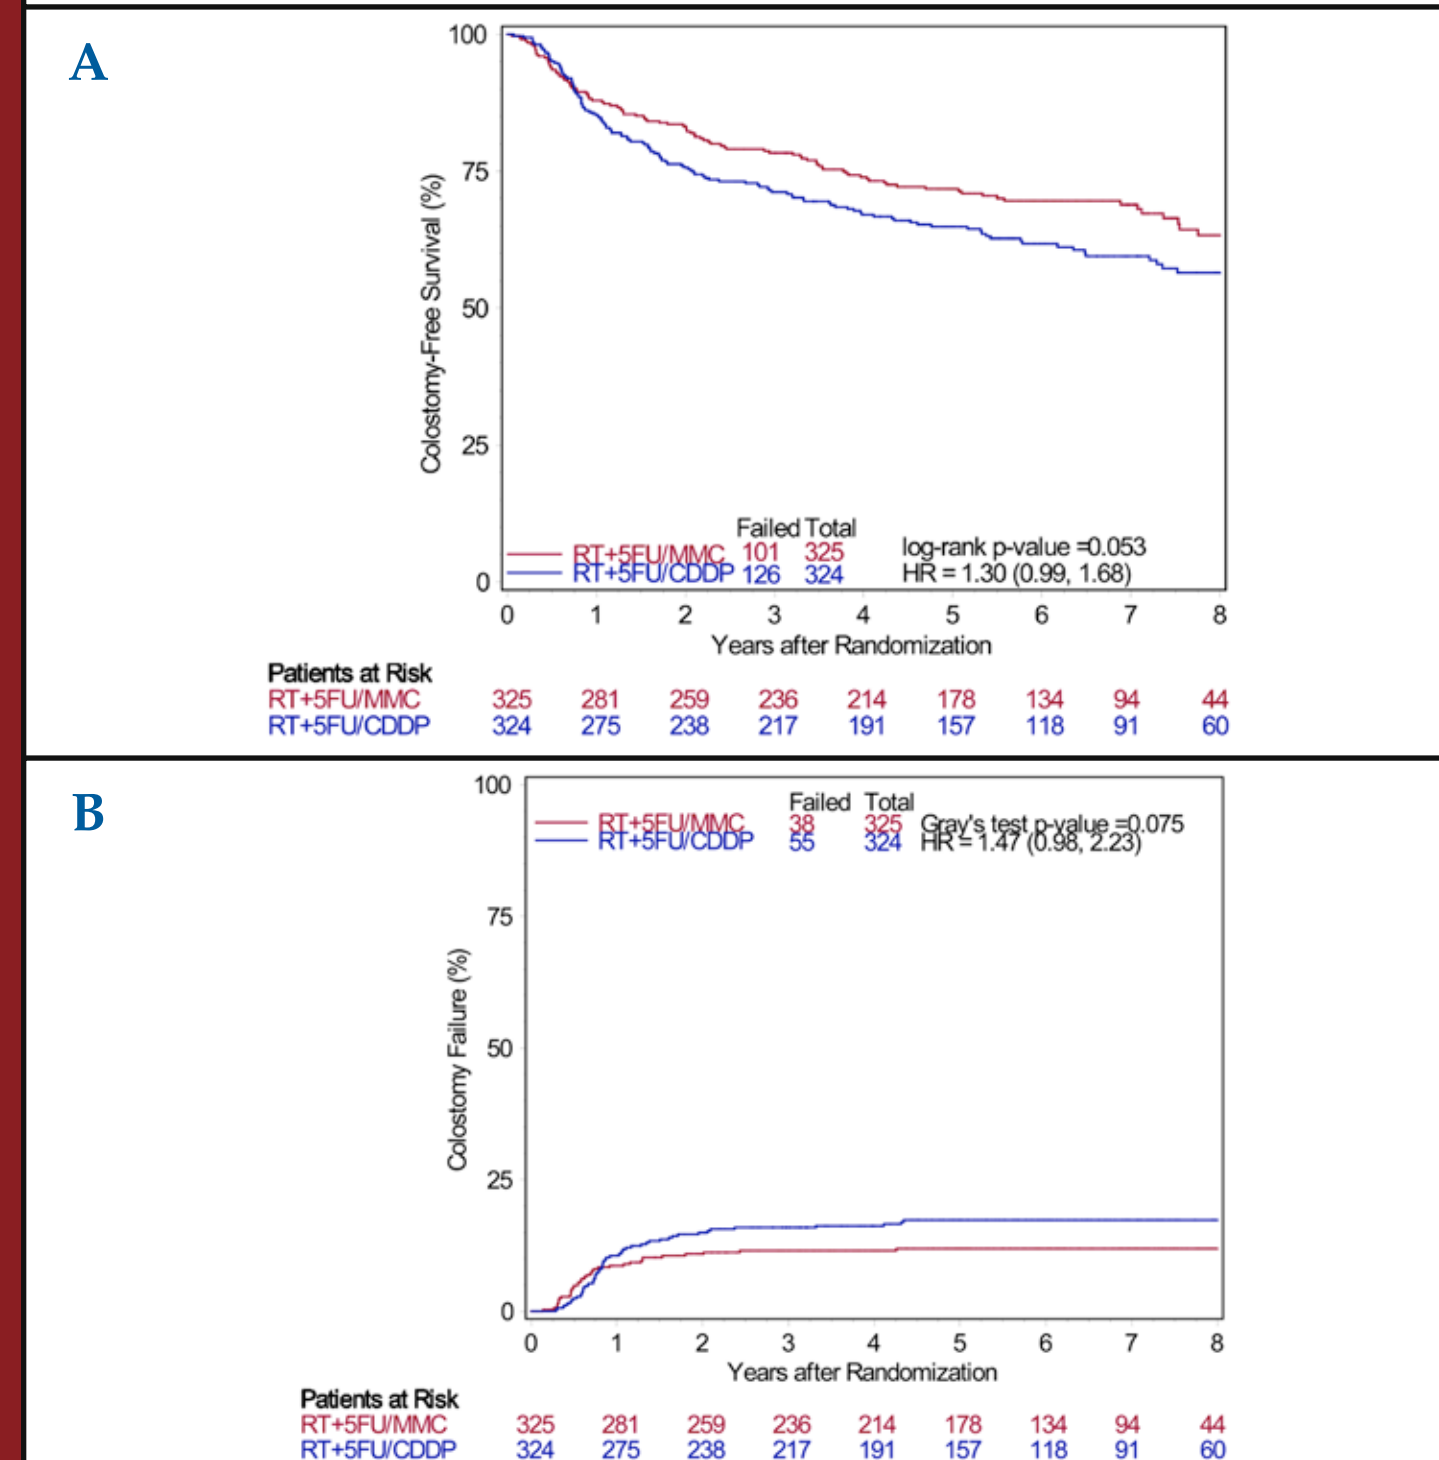 A
100
75
50
25
0
Colostomy-Free Survival (%)
Failed Total
RT+5FU/MMC 101 325
RT+5FU/CDDP 126 324
log-rank p-value =0.053
HR = 1.30 (0.99, 1.68)
0 1 2 3 4 5 6 7 8
Years after Randomization
Patients at Risk
RT+5FU/MMC 325 281 259 236 214 178 134 94 44
RT+5FU/CDDP 324 275 238 217 191 157 118 91 60
B
100
75
50
25
0
Colostomy Failure (%)
Failed Total
RT+5FU/MMC 38 325 Gray's test p-value =0.075
RT+5FU/CDDP 55 324 HR = 1.47 (0.98, 2.23)
0 1 2 3 4 5 6 7 8
Years after Randomization
Patients at Risk
RT+5FU/MMC 325 281 259 236 214 178 134 94 44
RT+5FU/CDDP 324 275 238 217 191 157 118 91 60